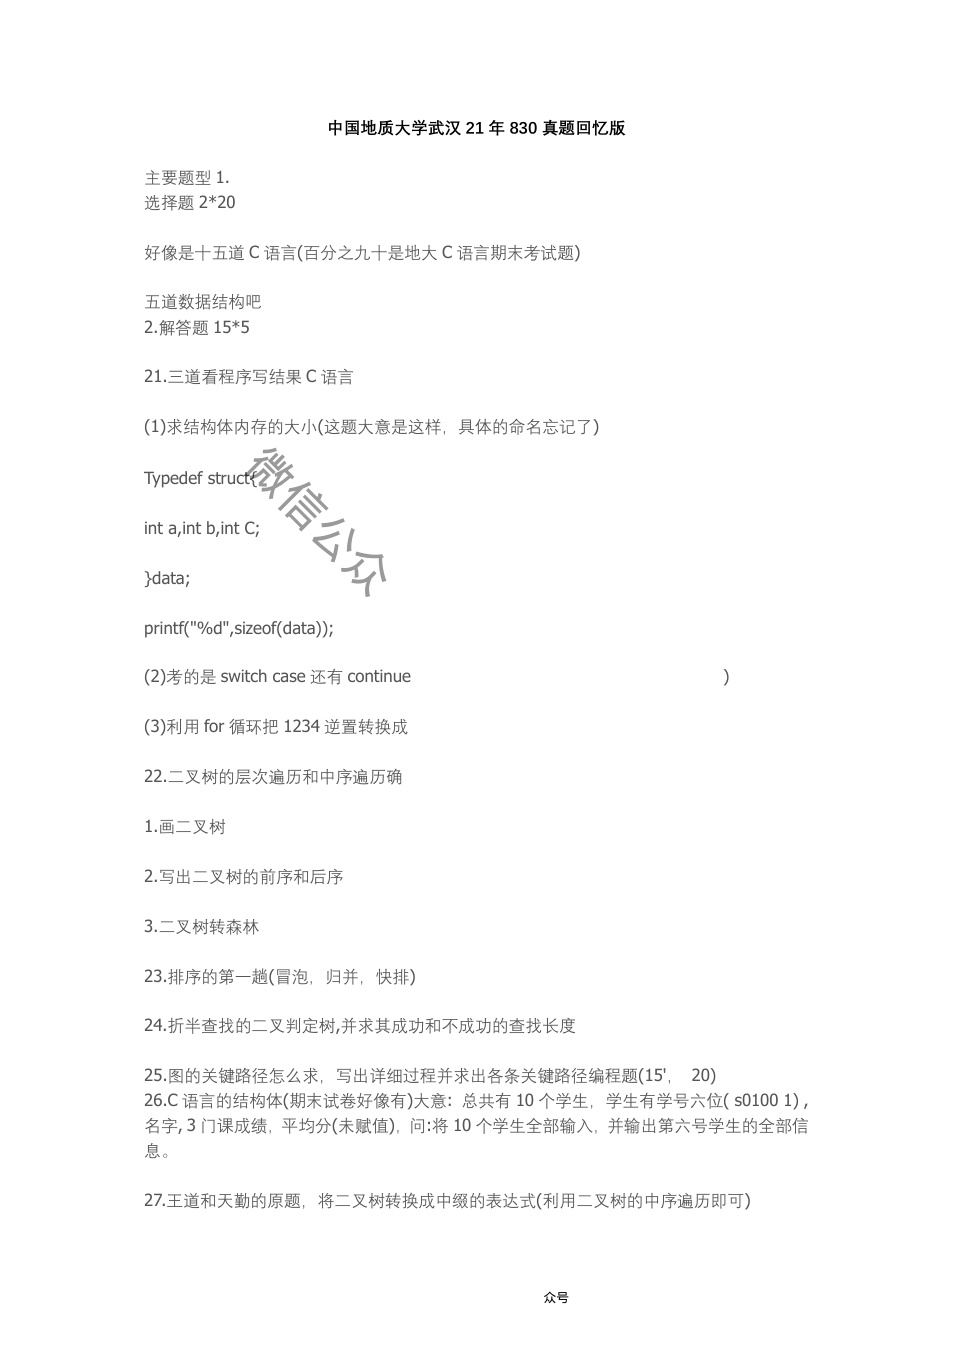 中国地质大学武汉 21 年 830 真题回忆版
主要题型 1.
选择题 2*20
好像是十五道 C 语言(百分之九十是地大 C 语言期末考试题)
五道数据结构吧
2.解答题 15*5
21.三道看程序写结果 C 语言
(1)求结构体内存的大小(这题大意是这样，具体的命名忘记了)
Typedef struct{
int a,int b,int C;
}data;
printf("%d",sizeof(data));
(2)考的是 switch case 还有 continue )
(3)利用 for 循环把 1234 逆置转换成
22.二叉树的层次遍历和中序遍历确
1.画二叉树
2.写出二叉树的前序和后序
3.二叉树转森林
23.排序的第一趟(冒泡，归并，快排)
24.折半查找的二叉判定树,并求其成功和不成功的查找长度
25.图的关键路径怎么求，写出详细过程并求出各条关键路径编程题(15'， 20)
26.C 语言的结构体(期末试卷好像有)大意: 总共有 10 个学生，学生有学号六位( s0100 1) ,
名字, 3 门课成绩，平均分(未赋值)，问:将 10 个学生全部输入，并输出第六号学生的全部信
息。
27.王道和天勤的原题，将二叉树转换成中缀的表达式(利用二叉树的中序遍历即可)
微信公众
众号